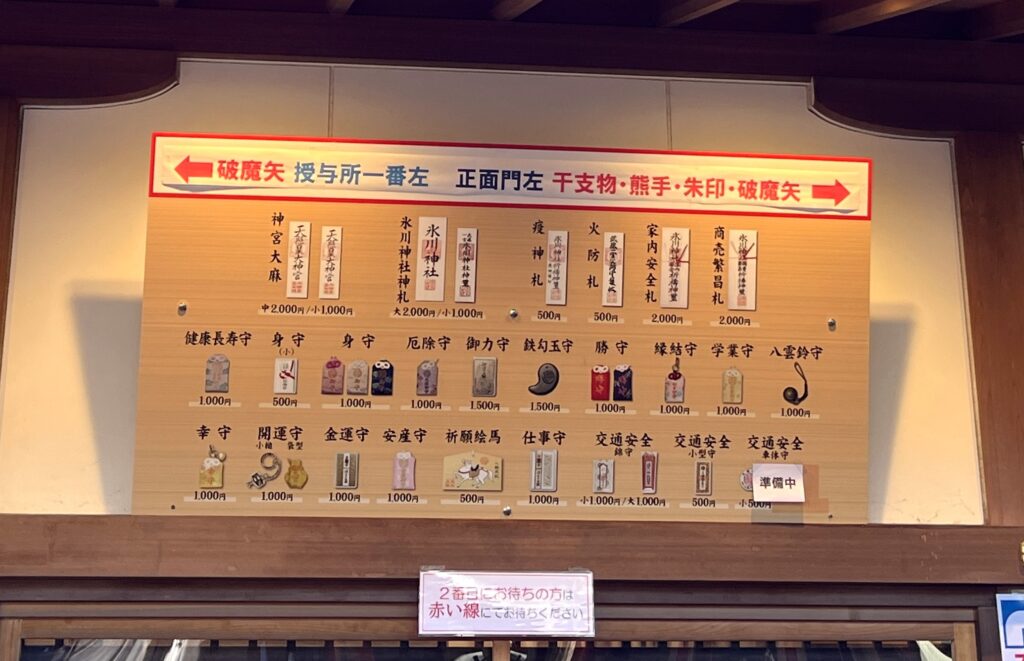 破魔矢 授与所一番左 正面門左 干支物・熊手・朱印・破魔矢
神宮大麻
中2,000円/小1,000円
氷川神社神札
氷川神社
大2,000円/小1,000円
疫神札
500円
火防札
500円
家内安全札
2,000円
商売繁昌札
2,000円
健康長寿守
1,000円
身守
(小)
500円
身守
1,000円
厄除守
1,000円
御力守
1,500円
鉄勾玉守
1,500円
勝守
1,000円
縁結守
1,000円
学業守
1,000円
八雲鈴守
1,000円
幸守
1,000円
開運守
小槌 袋型
1,000円
金運守
1,000円
安産守
1,000円
祈願絵馬
500円
仕事守
1,000円
交通安全
錦守
小1,000円/大1,000円
交通安全
小型守
500円
交通安全
車体守
小500円
準備中
2番目にお待ちの方は
赤い線にてお待ちください